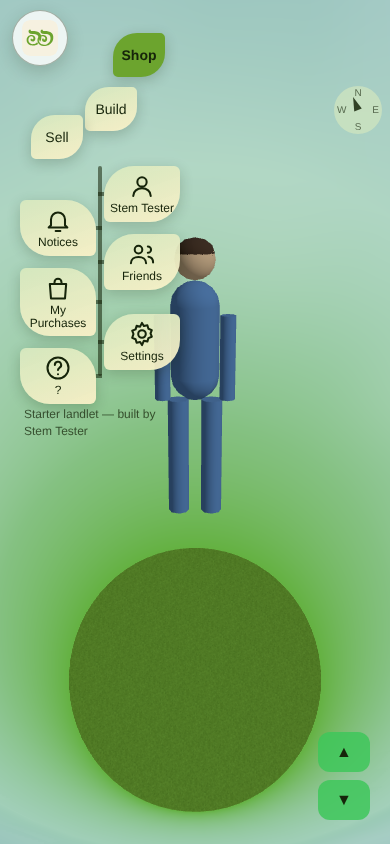 Shop
Build
Sell
N
W E
S
Stem Tester
Notices
Friends
My
Purchases
Settings
?
Starter landlet — built by
Stem Tester